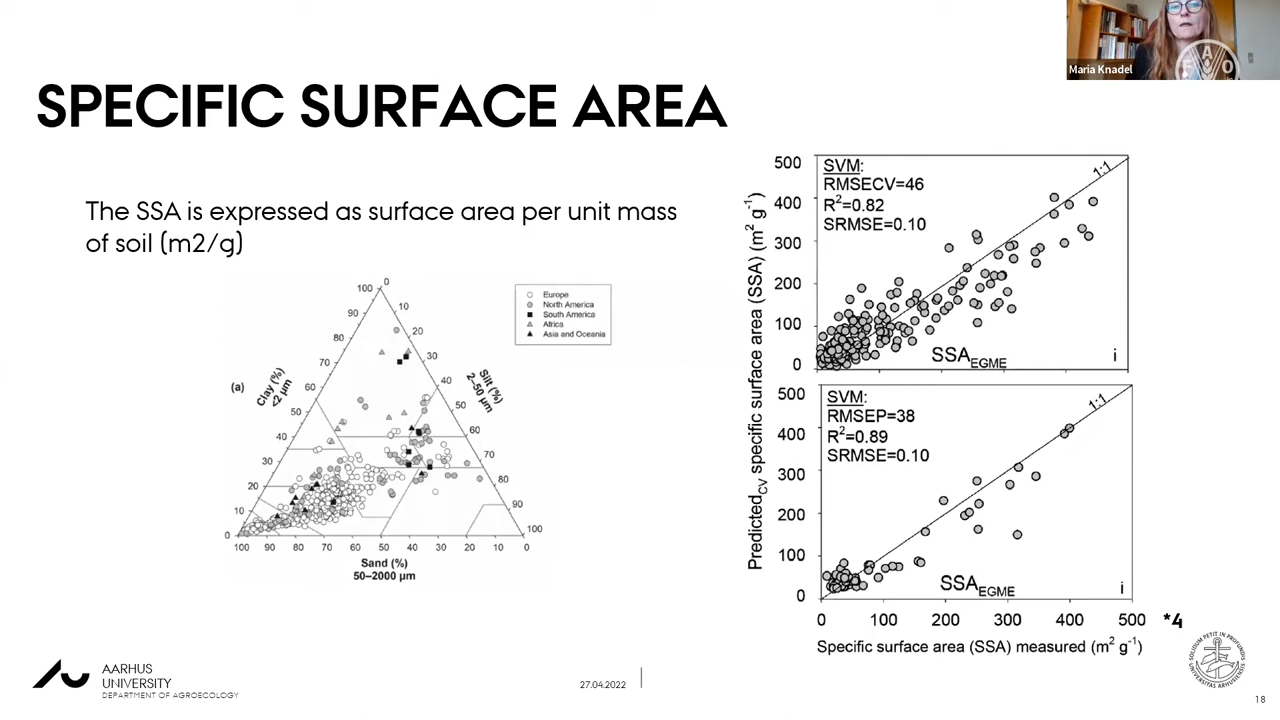 Maria Knadel
FAO
SPECIFIC SURFACE AREA
The SSA is expressed as surface area per unit mass
of soil (m2/g)
Europe
North America
South America
Africa
Asia and Oceania
(a)
Clay (%)
<2 µm
Silt (%)
2–50 µm
0 10 20 30 40 50 60 70 80 90 100
0 10 20 30 40 50 60 70 80 90 100
100 90 80 70 60 50 40 30 20 10 0
Sand (%)
50–2000 µm
Predicted_CV specific surface area (SSA) (m² g⁻¹)
500
400
300
200
100
0
SVM:
RMSECV=46
R²=0.82
SRMSE=0.10
1:1
SSA_EGME
i
500
400
300
200
100
0
SVM:
RMSEP=38
R²=0.89
SRMSE=0.10
1:1
SSA_EGME
i
0 100 200 300 400 500
Specific surface area (SSA) measured (m² g⁻¹)
*4
AARHUS
UNIVERSITY
DEPARTMENT OF AGROECOLOGY
27.04.2022
18